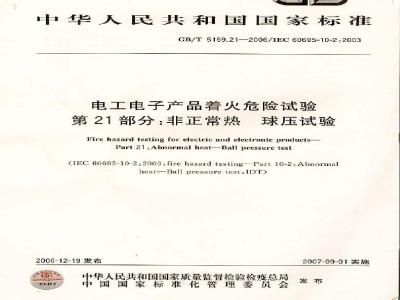 中华人民共和国国家标准
GB/T 5169.21—2006/IEC 60695-10-2:2003
电工电子产品着火危险试验
第21部分:非正常热 球压试验
Fire hazard testing for electric and electronic products—
Part 21: Abnormal heat—Ball pressure test
(IEC 60695-10-2:2003, fire hazard testing—Part 10-2: Abnormal
heat—Ball pressure test, IDT)
2006-12-19 发布
2007-09-01 实施
中华人民共和国国家质量监督检验检疫总局
中国国家标准化管理委员会
发布